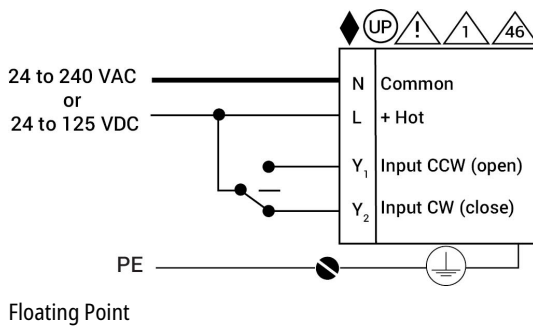 UP ! 1 46
24 to 240 VAC
or
24 to 125 VDC
N Common
L + Hot
Y1 Input CCW (open)
Y2 Input CW (close)
PE
Floating Point